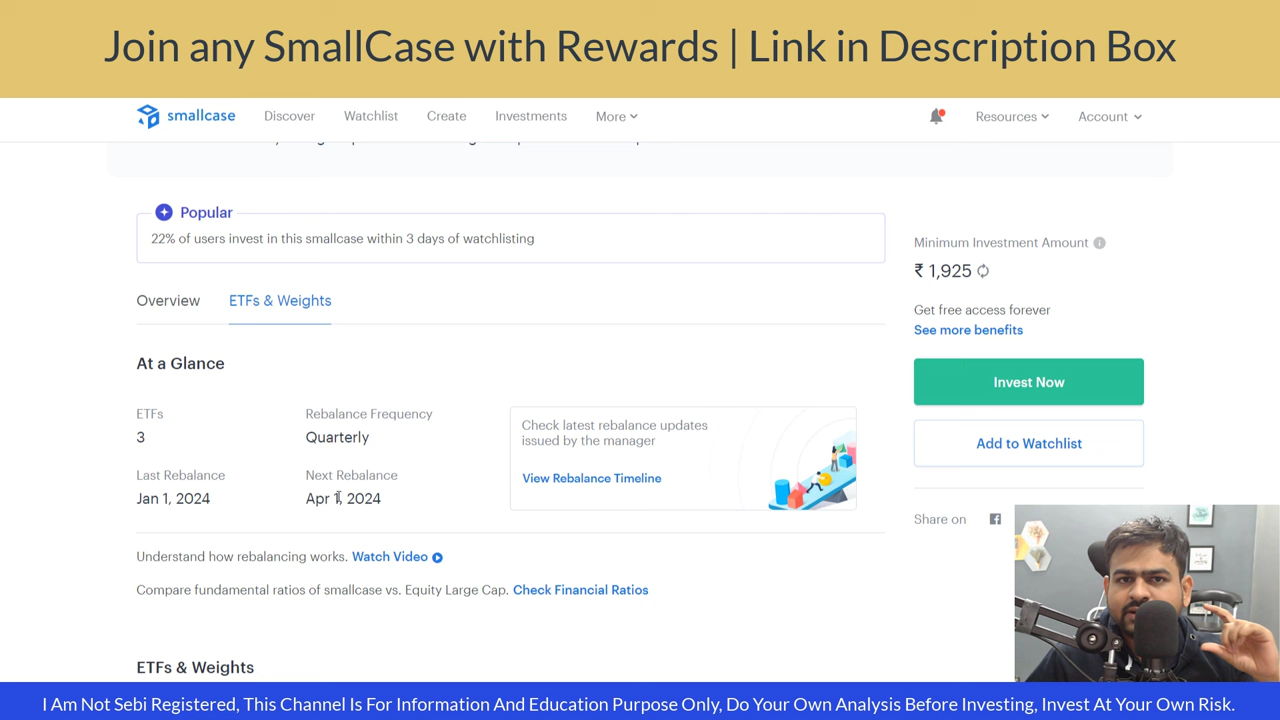 Join any SmallCase with Rewards | Link in Description Box
smallcase
Discover
Watchlist
Create
Investments
More
Resources
Account
Popular
22% of users invest in this smallcase within 3 days of watchlisting
Overview
ETFs & Weights
At a Glance
ETFs
3
Rebalance Frequency
Quarterly
Last Rebalance
Jan 1, 2024
Next Rebalance
Apr 1, 2024
Check latest rebalance updates
issued by the manager
View Rebalance Timeline
Understand how rebalancing works. Watch Video
Compare fundamental ratios of smallcase vs. Equity Large Cap. Check Financial Ratios
ETFs & Weights
Minimum Investment Amount
₹ 1,925
Get free access forever
See more benefits
Invest Now
Add to Watchlist
Share on
I Am Not Sebi Registered, This Channel Is For Information And Education Purpose Only, Do Your Own Analysis Before Investing, Invest At Your Own Risk.